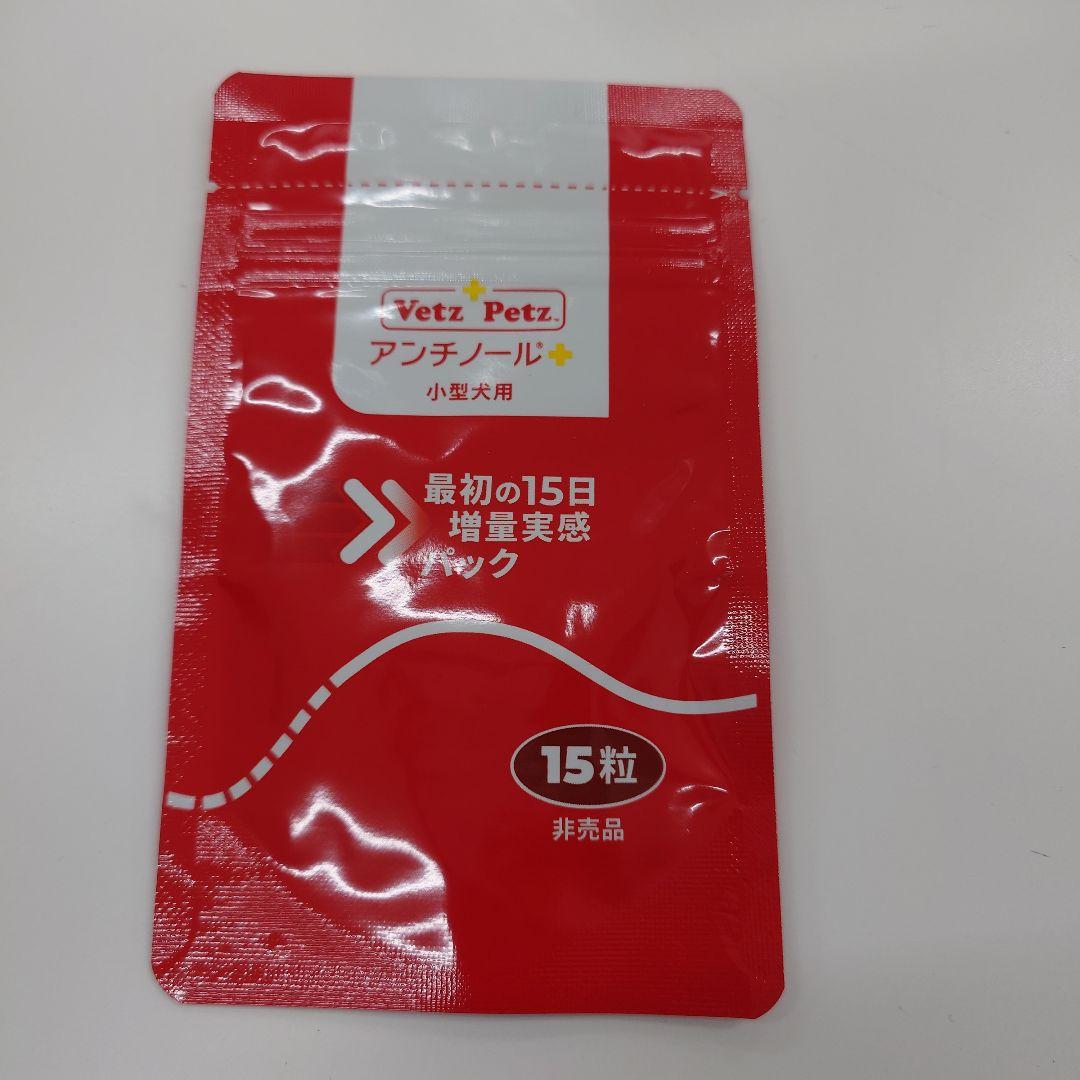 Vetz Petz™
アンチノール®+
小型犬用
最初の15日
増量実感
パック
15粒
非売品